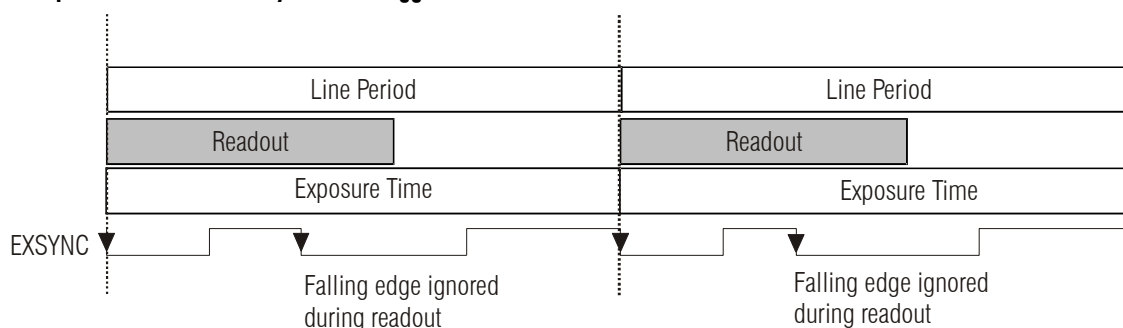 Line Period Line Period
Readout Readout
Exposure Time Exposure Time
EXSYNC
Falling edge ignored
during readout
Falling edge ignored
during readout